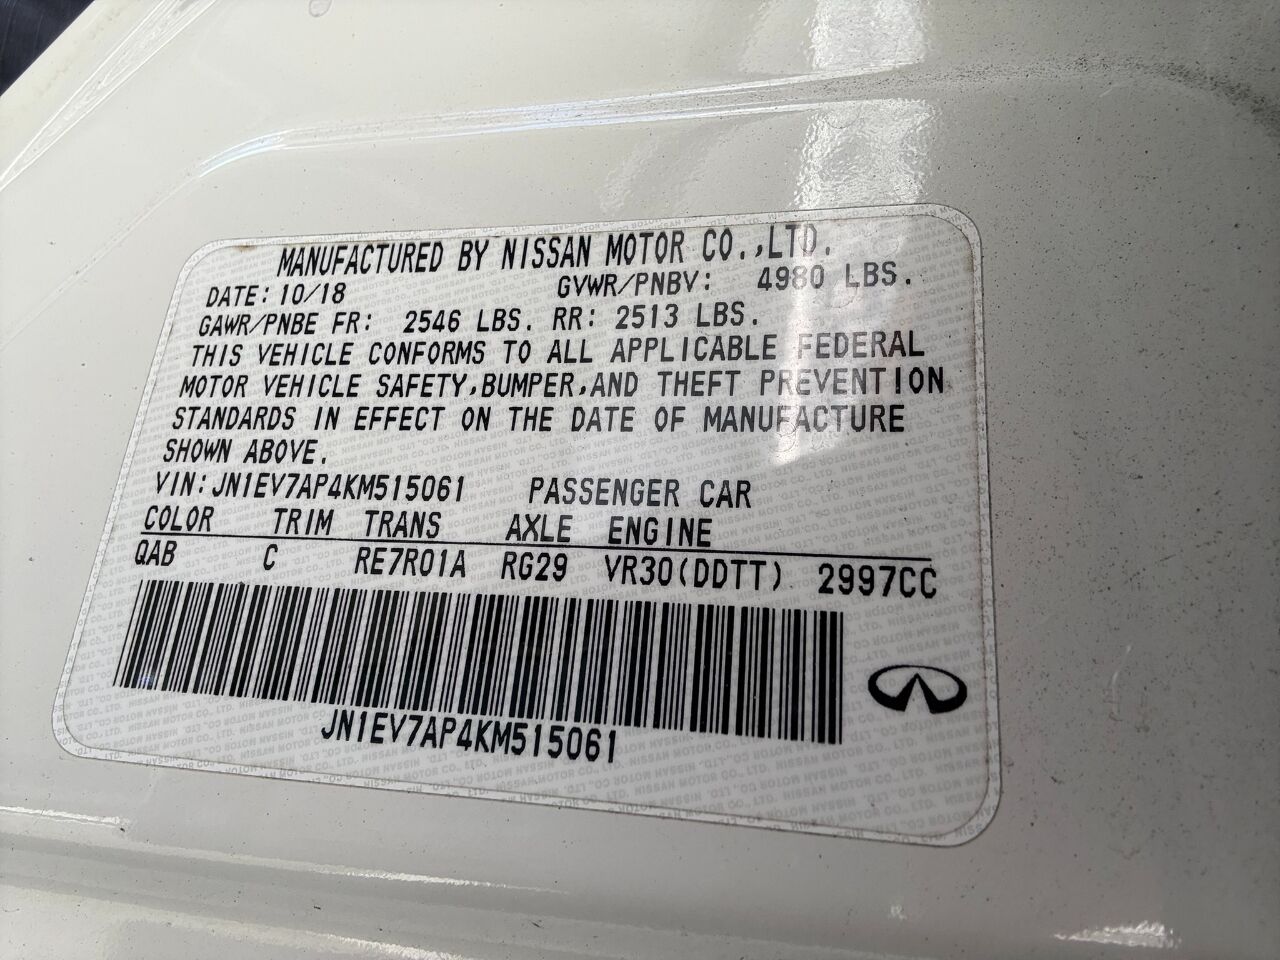 MANUFACTURED BY NISSAN MOTOR CO.,LTD.
DATE: 10/18 GVWR/PNBV: 4980 LBS.
GAWR/PNBE FR: 2546 LBS. RR: 2513 LBS.
THIS VEHICLE CONFORMS TO ALL APPLICABLE FEDERAL
MOTOR VEHICLE SAFETY,BUMPER,AND THEFT PREVENTION
STANDARDS IN EFFECT ON THE DATE OF MANUFACTURE
SHOWN ABOVE.
VIN: JN1EV7AP4KM515061 PASSENGER CAR
COLOR TRIM TRANS AXLE ENGINE
QAB C RE7R01A RG29 VR30(DDTT) 2997CC
JN1EV7AP4KM515061